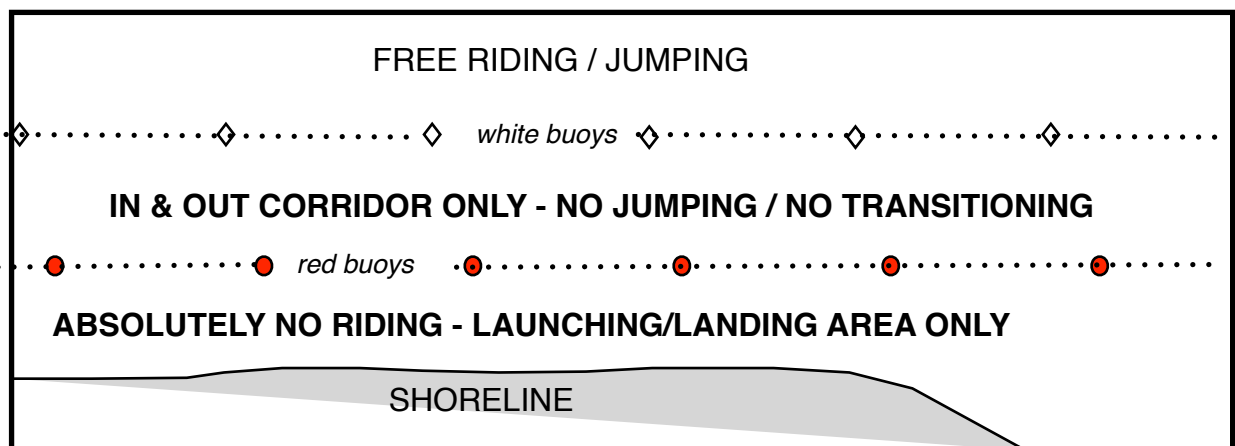 FREE RIDING / JUMPING
white buoys
IN & OUT CORRIDOR ONLY - NO JUMPING / NO TRANSITIONING
red buoys
ABSOLUTELY NO RIDING - LAUNCHING/LANDING AREA ONLY
SHORELINE